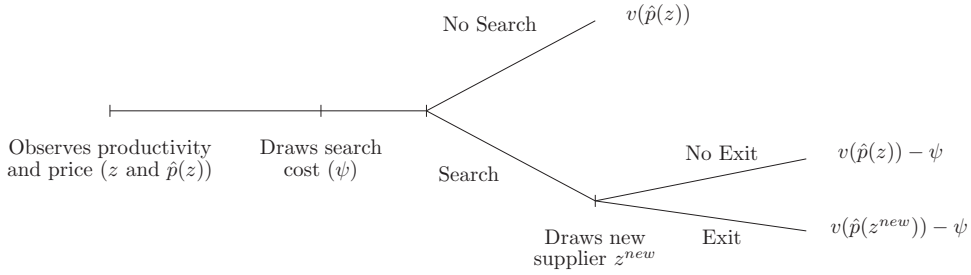 No Search
v(p̂(z))
Observes productivity
and price (z and p̂(z))
Draws search
cost (ψ)
Search
No Exit
v(p̂(z)) − ψ
Draws new
supplier z^{new}
Exit
v(p̂(z^{new})) − ψ